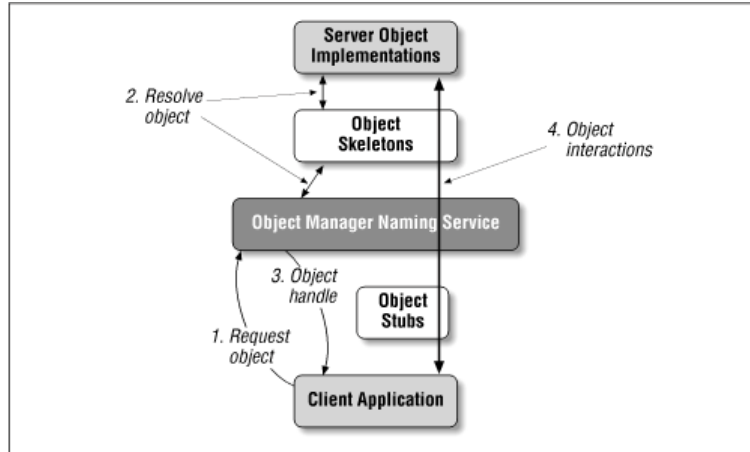 Server Object
Implementations
2. Resolve
object
Object
Skeletons
4. Object
interactions
Object Manager Naming Service
3. Object
handle
Object
Stubs
1. Request
object
Client Application